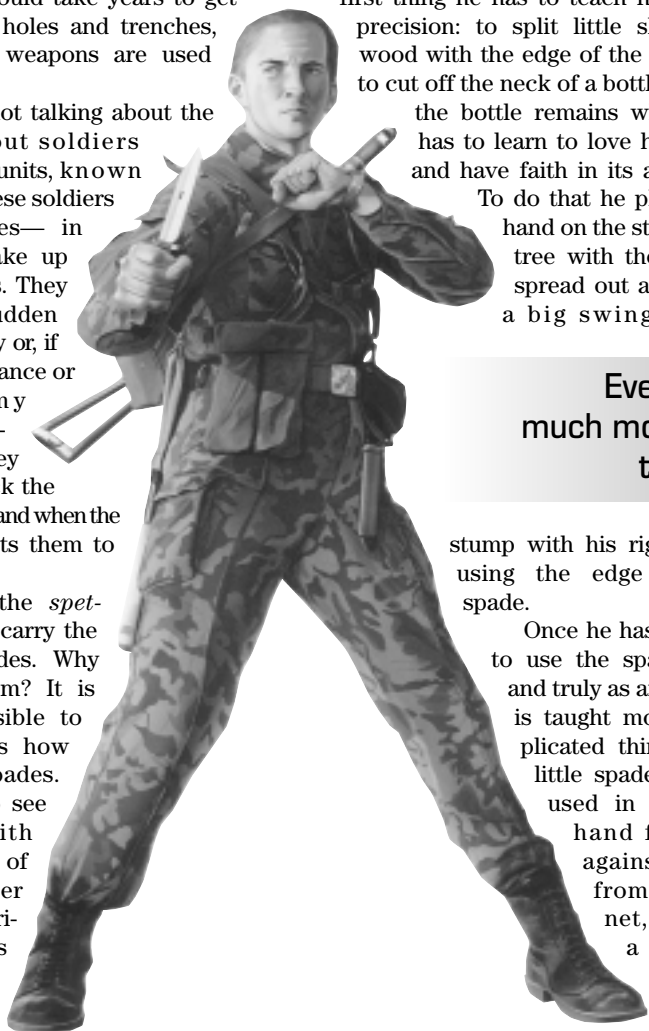 ould take years to get
holes and trenches,
weapons are used
ot talking about the
out soldiers
units, known
ese soldiers
es— in
ake up
s. They
udden
y or, if
ance or
m y
-
ey
k the
and when the
ts them to
the spet-
carry the
des. Why
m? It is
sible to
s how
pades.
see
ith
of
er
ri-
s
first thing he has to teach h
precision: to split little s
wood with the edge of the
to cut off the neck of a bottl
the bottle remains w
has to learn to love h
and have faith in its a
To do that he p
hand on the st
tree with the
spread out a
a big swing
Eve
much mo
t
stump with his rig
using the edge
spade.
Once he has
to use the spa
and truly as a
is taught mo
plicated thin
little spade
used in
hand f
agains
from
net,
a